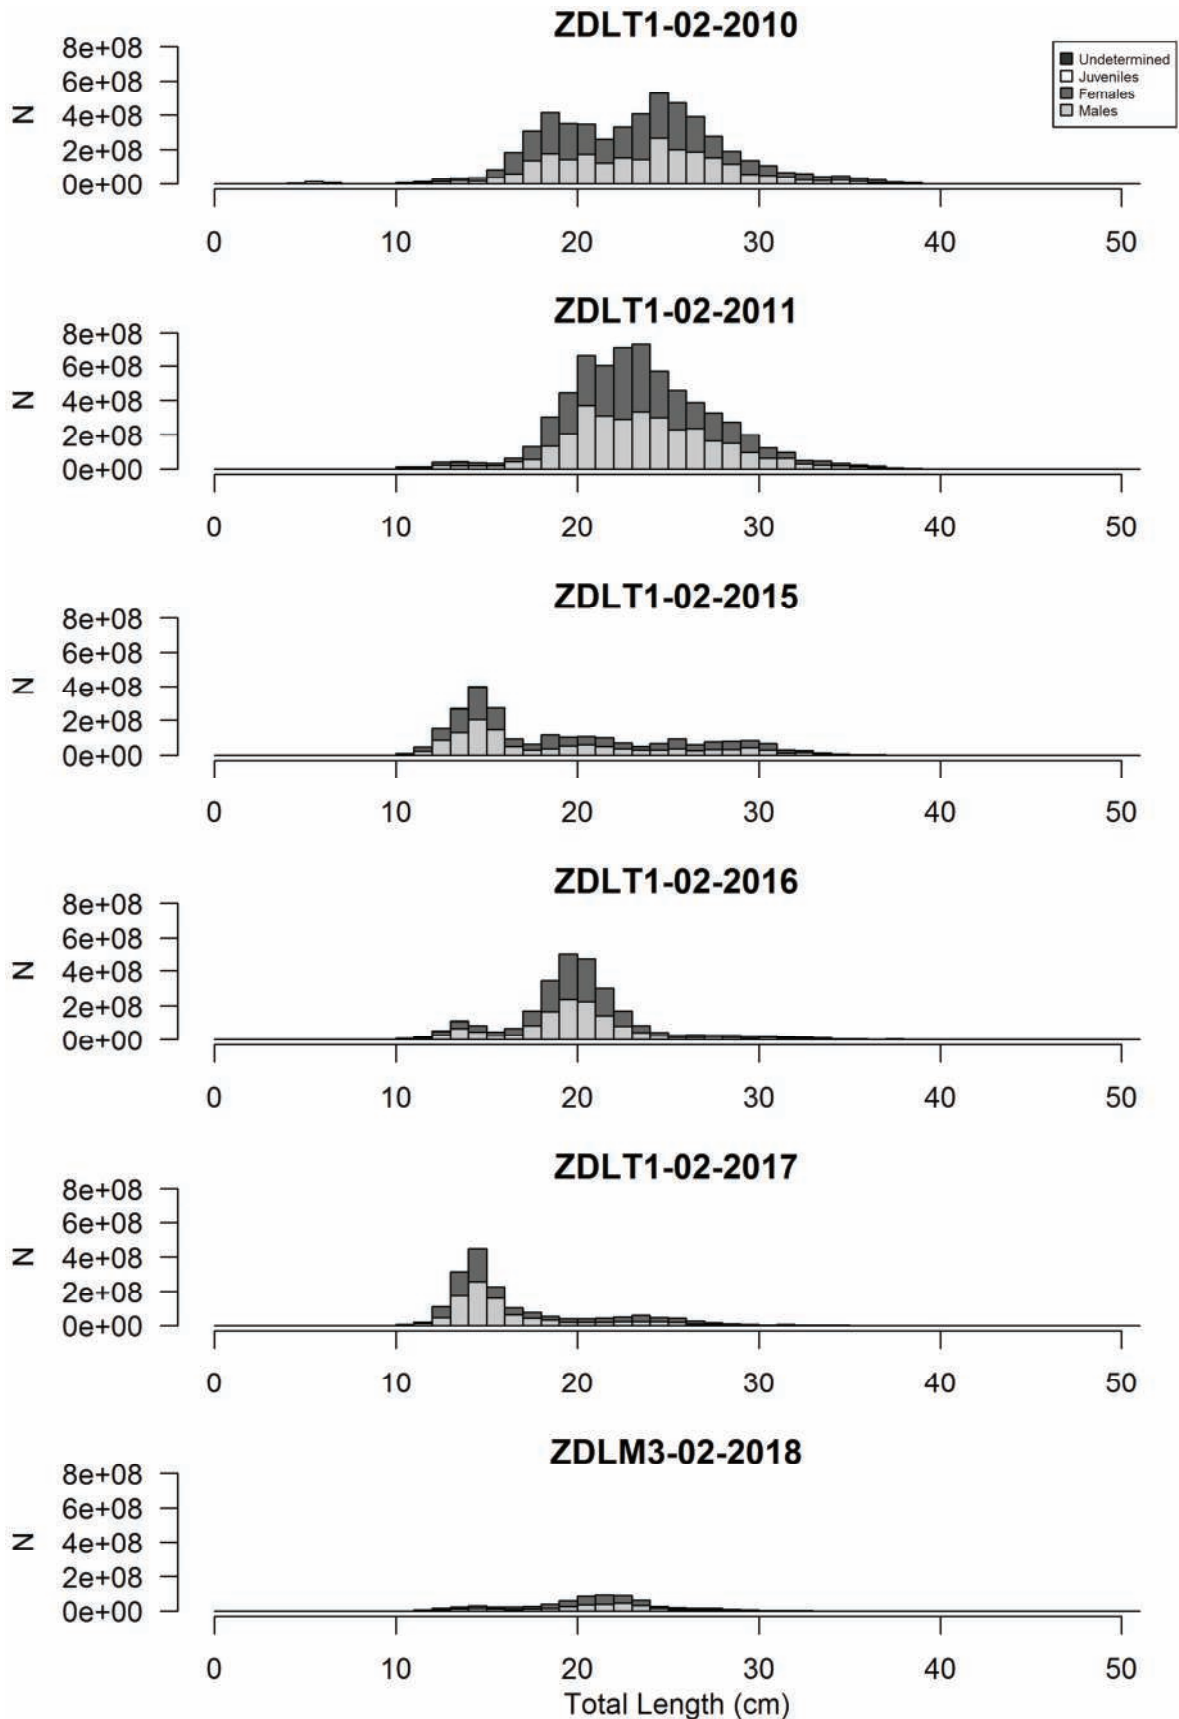 ZDLT1-02-2010
8e+08
6e+08
4e+08
2e+08
0e+00
N
Undetermined
Juveniles
Females
Males
0 10 20 30 40 50
ZDLT1-02-2011
8e+08
6e+08
4e+08
2e+08
0e+00
N
0 10 20 30 40 50
ZDLT1-02-2015
8e+08
6e+08
4e+08
2e+08
0e+00
N
0 10 20 30 40 50
ZDLT1-02-2016
8e+08
6e+08
4e+08
2e+08
0e+00
N
0 10 20 30 40 50
ZDLT1-02-2017
8e+08
6e+08
4e+08
2e+08
0e+00
N
0 10 20 30 40 50
ZDLM3-02-2018
8e+08
6e+08
4e+08
2e+08
0e+00
N
0 10 20 30 40 50
Total Length (cm)